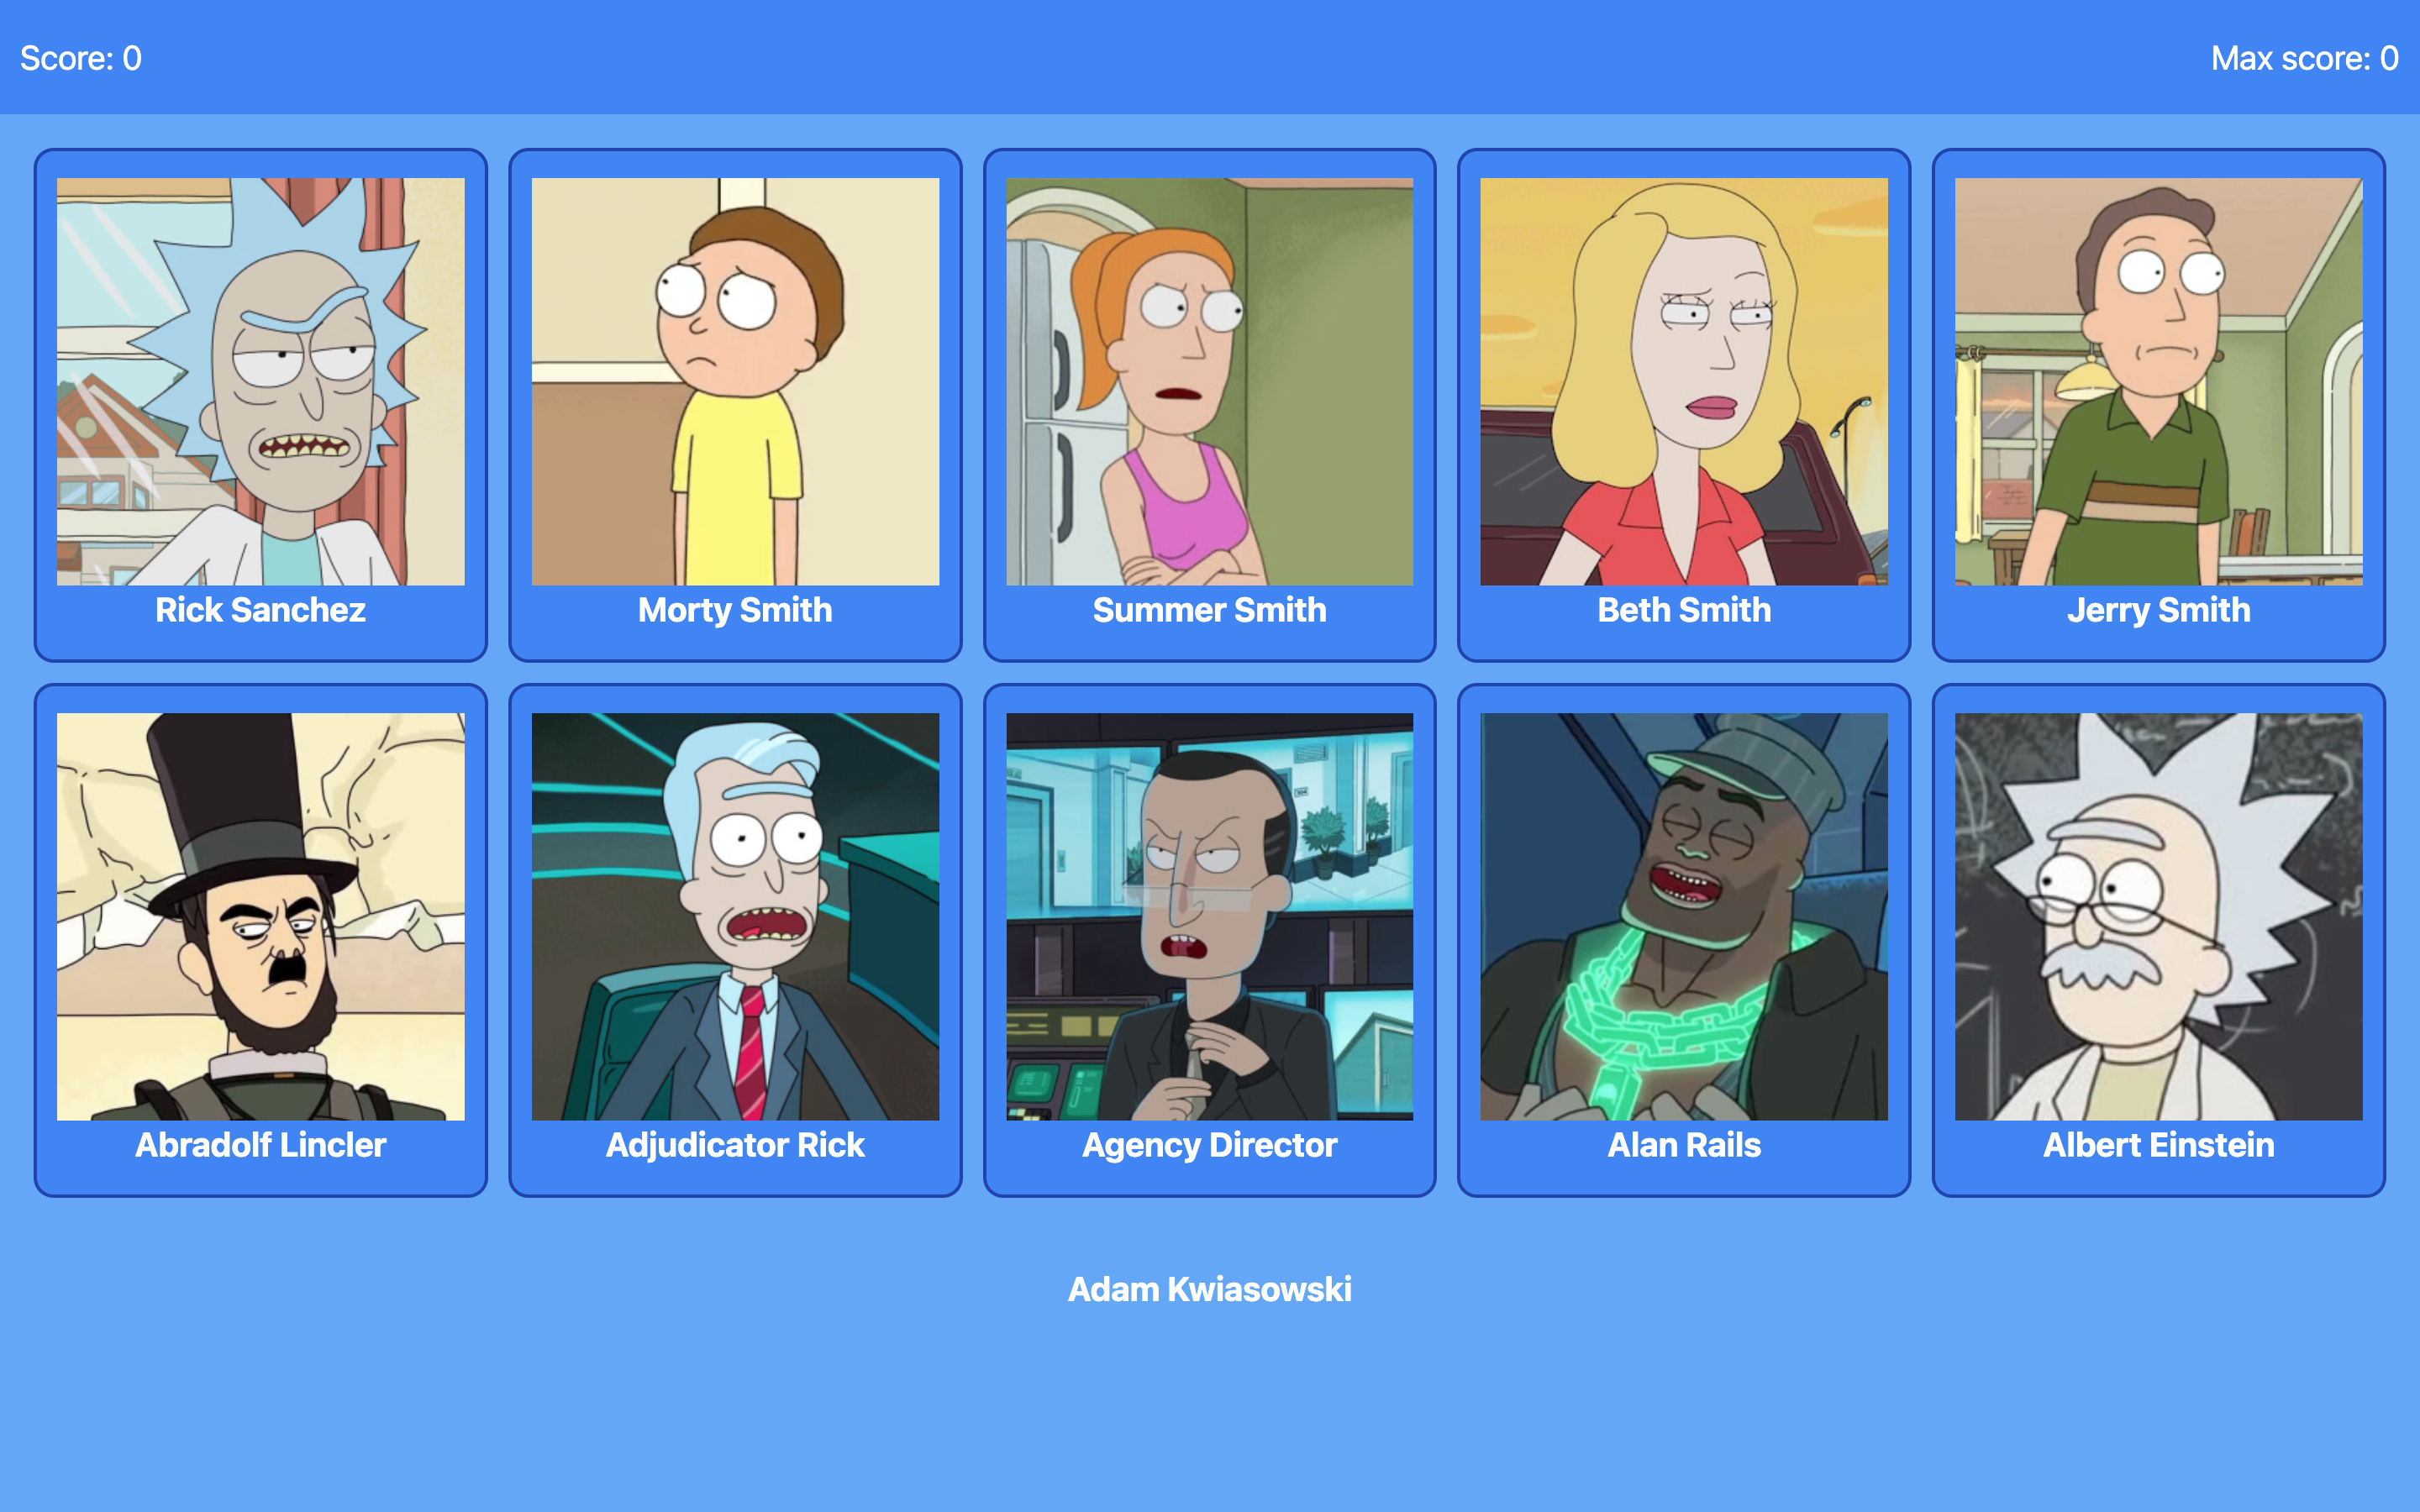 Score: 0
Max score: 0
Rick Sanchez
Morty Smith
Summer Smith
Beth Smith
Jerry Smith
Abradolf Lincler
Adjudicator Rick
Agency Director
Alan Rails
Albert Einstein
Adam Kwiasowski